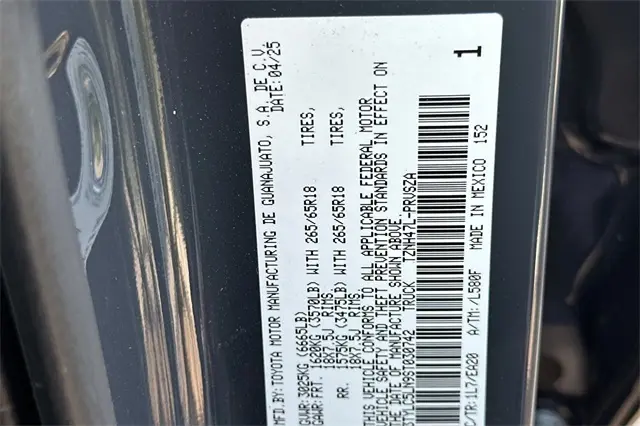 MFD.BY:TOYOTA MOTOR MANUFACTURING DE GUANAJUATO, S.A. DE C.V.
DATE: 04/25
GVWR: 3025KG (6665LB)
GAWR: FRT. 1620KG (3570LB) WITH 265/65R18 TIRES,
18X7.5J RIMS
RR. 1575KG (3475LB) WITH 265/65R18 TIRES,
18X7.5J RIMS
THIS VEHICLE CONFORMS TO ALL APPLICABLE FEDERAL MOTOR
VEHICLE SAFETY AND THEFT PREVENTION STANDARDS IN EFFECT ON
THE DATE OF MANUFACTURE SHOWN ABOVE.
TRUCK TZNH47L-PRVSZA
C/TR:1L7/EA20 A/TM:-/L580F MADE IN MEXICO 152
1